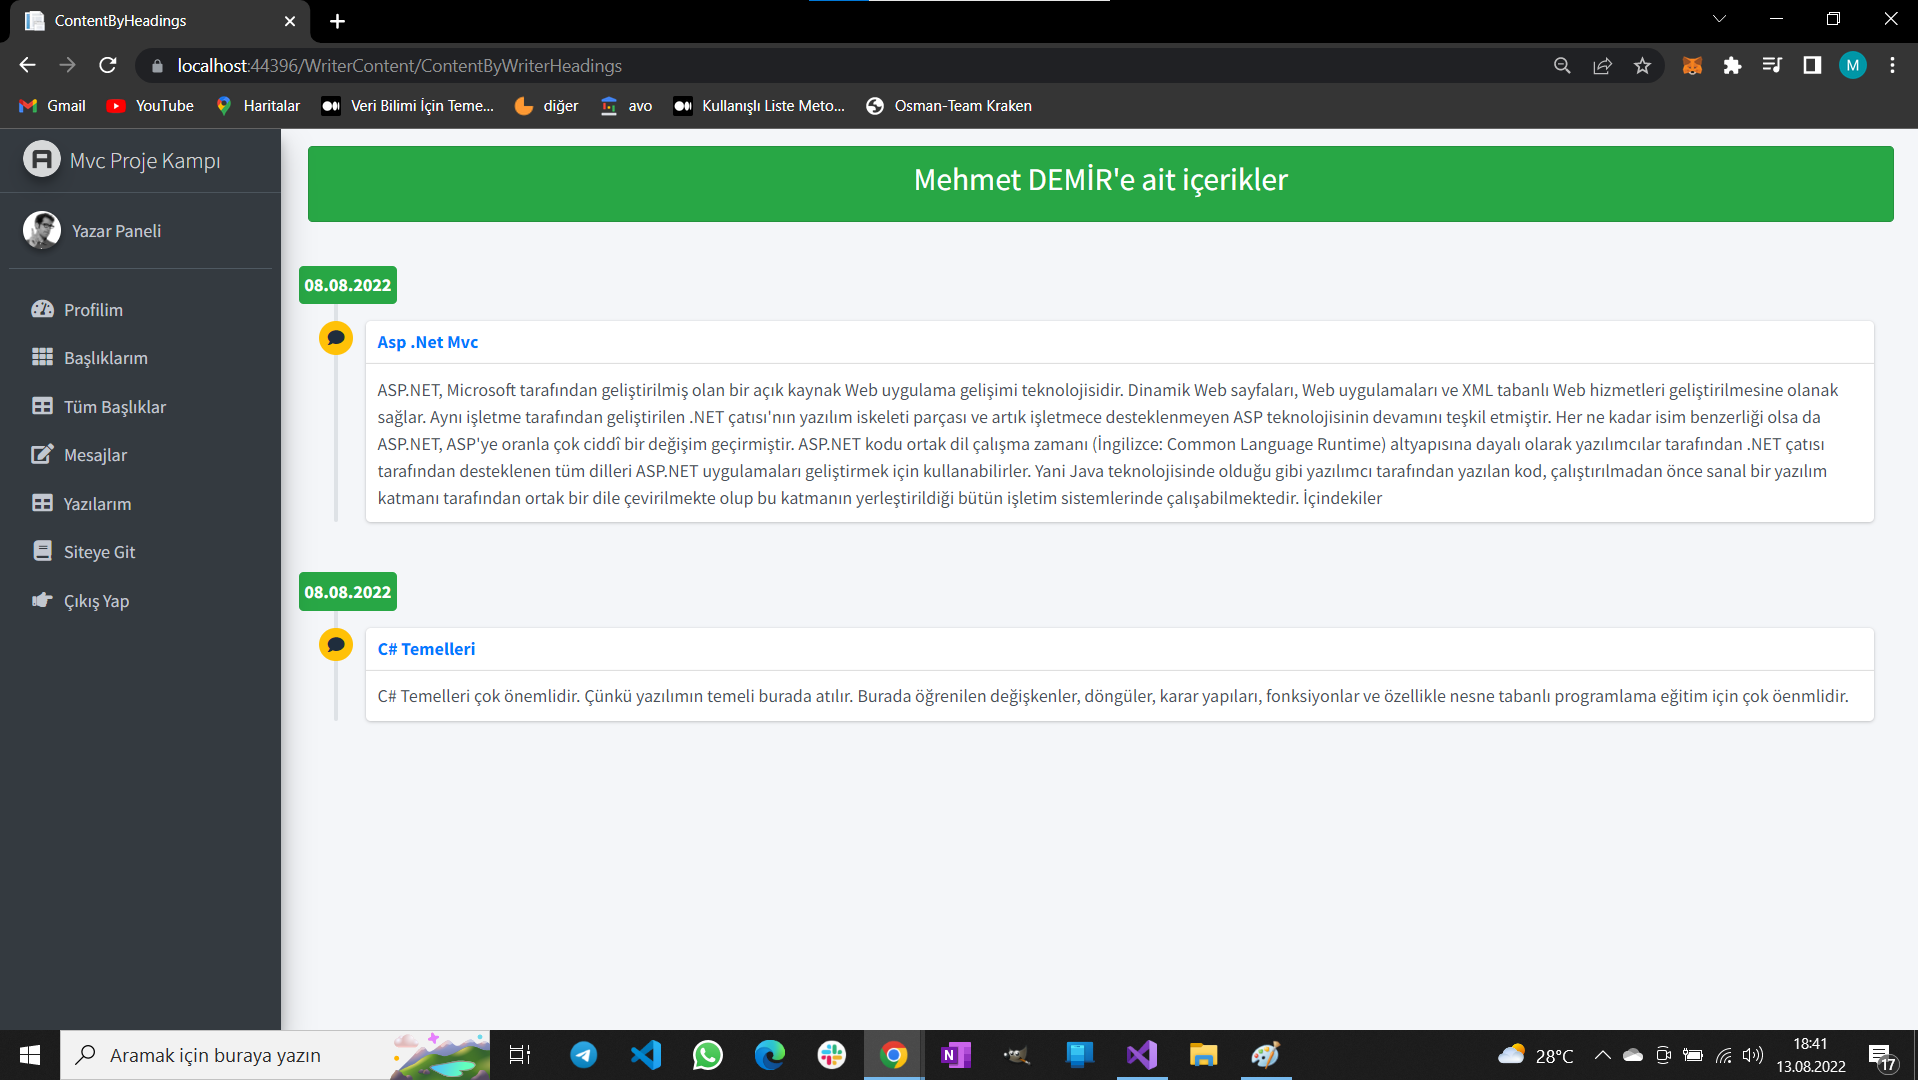 ContentByHeadings
localhost:44396/WriterContent/ContentByWriterHeadings
M
Gmail
YouTube
Haritalar
Veri Bilimi İçin Teme...
diğer
avo
Kullanışlı Liste Meto...
Osman-Team Kraken
Mvc Proje Kampı
Yazar Paneli
Profilim
Başlıklarım
Tüm Başlıklar
Mesajlar
Yazılarım
Siteye Git
Çıkış Yap
Mehmet DEMİR'e ait içerikler
08.08.2022
Asp .Net Mvc
ASP.NET, Microsoft tarafından geliştirilmiş olan bir açık kaynak Web uygulama gelişimi teknolojisidir. Dinamik Web sayfaları, Web uygulamaları ve XML tabanlı Web hizmetleri geliştirilmesine olanak
sağlar. Aynı işletme tarafından geliştirilen .NET çatısı'nın yazılım iskeleti parçası ve artık işletmece desteklenmeyen ASP teknolojisinin devamını teşkil etmiştir. Her ne kadar isim benzerliği olsa da
ASP.NET, ASP'ye oranla çok ciddî bir değişim geçirmiştir. ASP.NET kodu ortak dil çalışma zamanı (İngilizce: Common Language Runtime) altyapısına dayalı olarak yazılımcılar tarafından .NET çatısı
tarafından desteklenen tüm dilleri ASP.NET uygulamaları geliştirmek için kullanabilirler. Yani Java teknolojisinde olduğu gibi yazılımcı tarafından yazılan kod, çalıştırılmadan önce sanal bir yazılım
katmanı tarafından ortak bir dile çevirilmekte olup bu katmanın yerleştirildiği bütün işletim sistemlerinde çalışabilmektedir. İçindekiler
08.08.2022
C# Temelleri
C# Temelleri çok önemlidir. Çünkü yazılımın temeli burada atılır. Burada öğrenilen değişkenler, döngüler, karar yapıları, fonksiyonlar ve özellikle nesne tabanlı programlama eğitim için çok öenmlidir.
Aramak için buraya yazın
N
28°C
18:41
13.08.2022
17